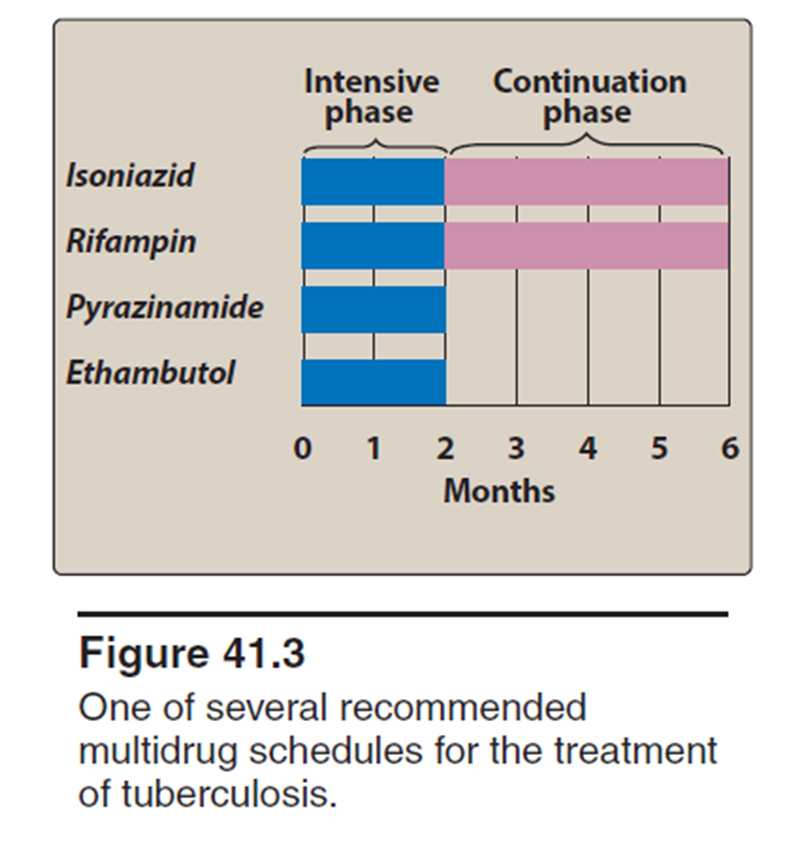 Intensive phase
Continuation phase
Isoniazid
Rifampin
Pyrazinamide
Ethambutol
0 1 2 3 4 5 6
Months
Figure 41.3
One of several recommended
multidrug schedules for the treatment
of tuberculosis.